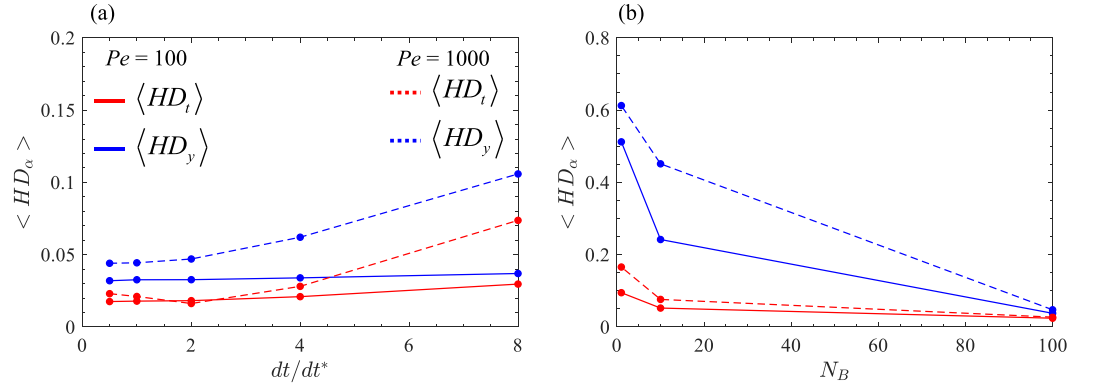 (a)
0.2
0.15
0.1
0.05
0
0 2 4 6 8
< HD_α >
dt/dt*
Pe = 100
⟨HD_t⟩
⟨HD_y⟩
Pe = 1000
⟨HD_t⟩
⟨HD_y⟩
(b)
0.8
0.6
0.4
0.2
0
0 20 40 60 80 100
< HD_α >
N_B